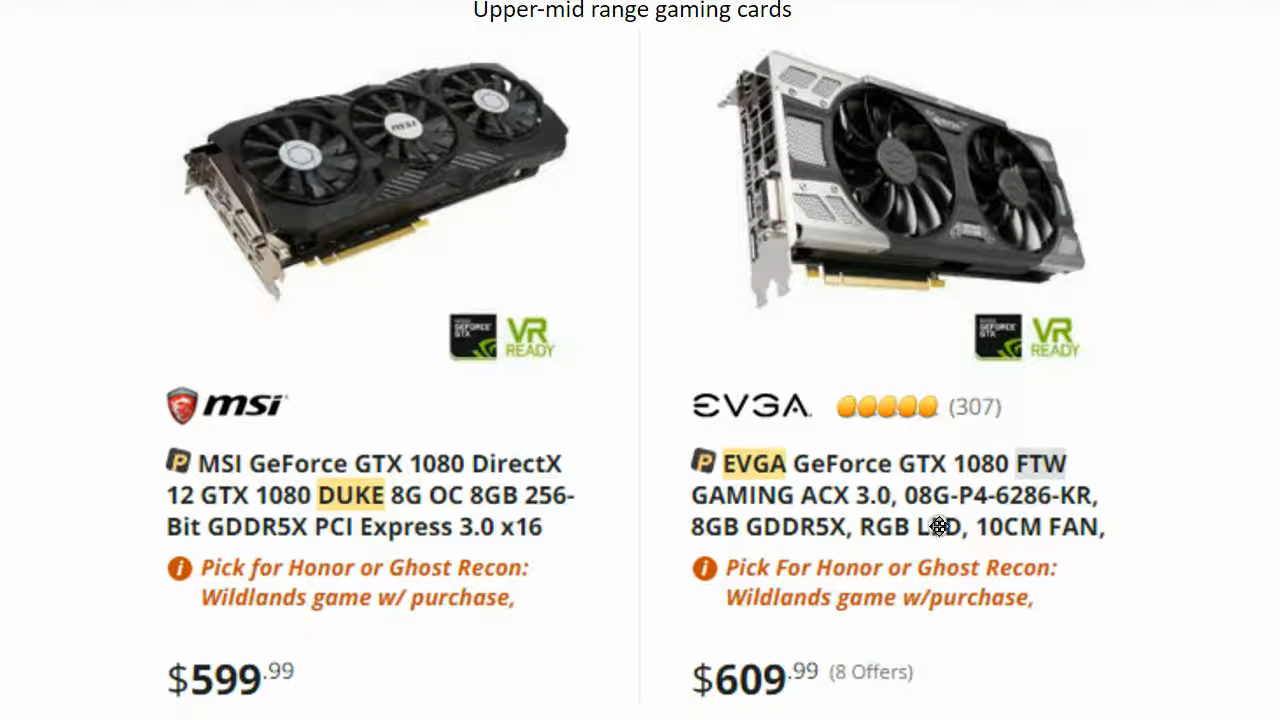 Upper-mid range gaming cards
msi
GEFORCE
GTX
VR
READY
GEFORCE
GTX
VR
READY
msi
EVGA (307)
MSI GeForce GTX 1080 DirectX
12 GTX 1080 DUKE 8G OC 8GB 256-
Bit GDDR5X PCI Express 3.0 x16
Pick for Honor or Ghost Recon:
Wildlands game w/ purchase,
$599.99
EVGA GeForce GTX 1080 FTW
GAMING ACX 3.0, 08G-P4-6286-KR,
8GB GDDR5X, RGB LED, 10CM FAN,
Pick For Honor or Ghost Recon:
Wildlands game w/purchase,
$609.99 (8 Offers)